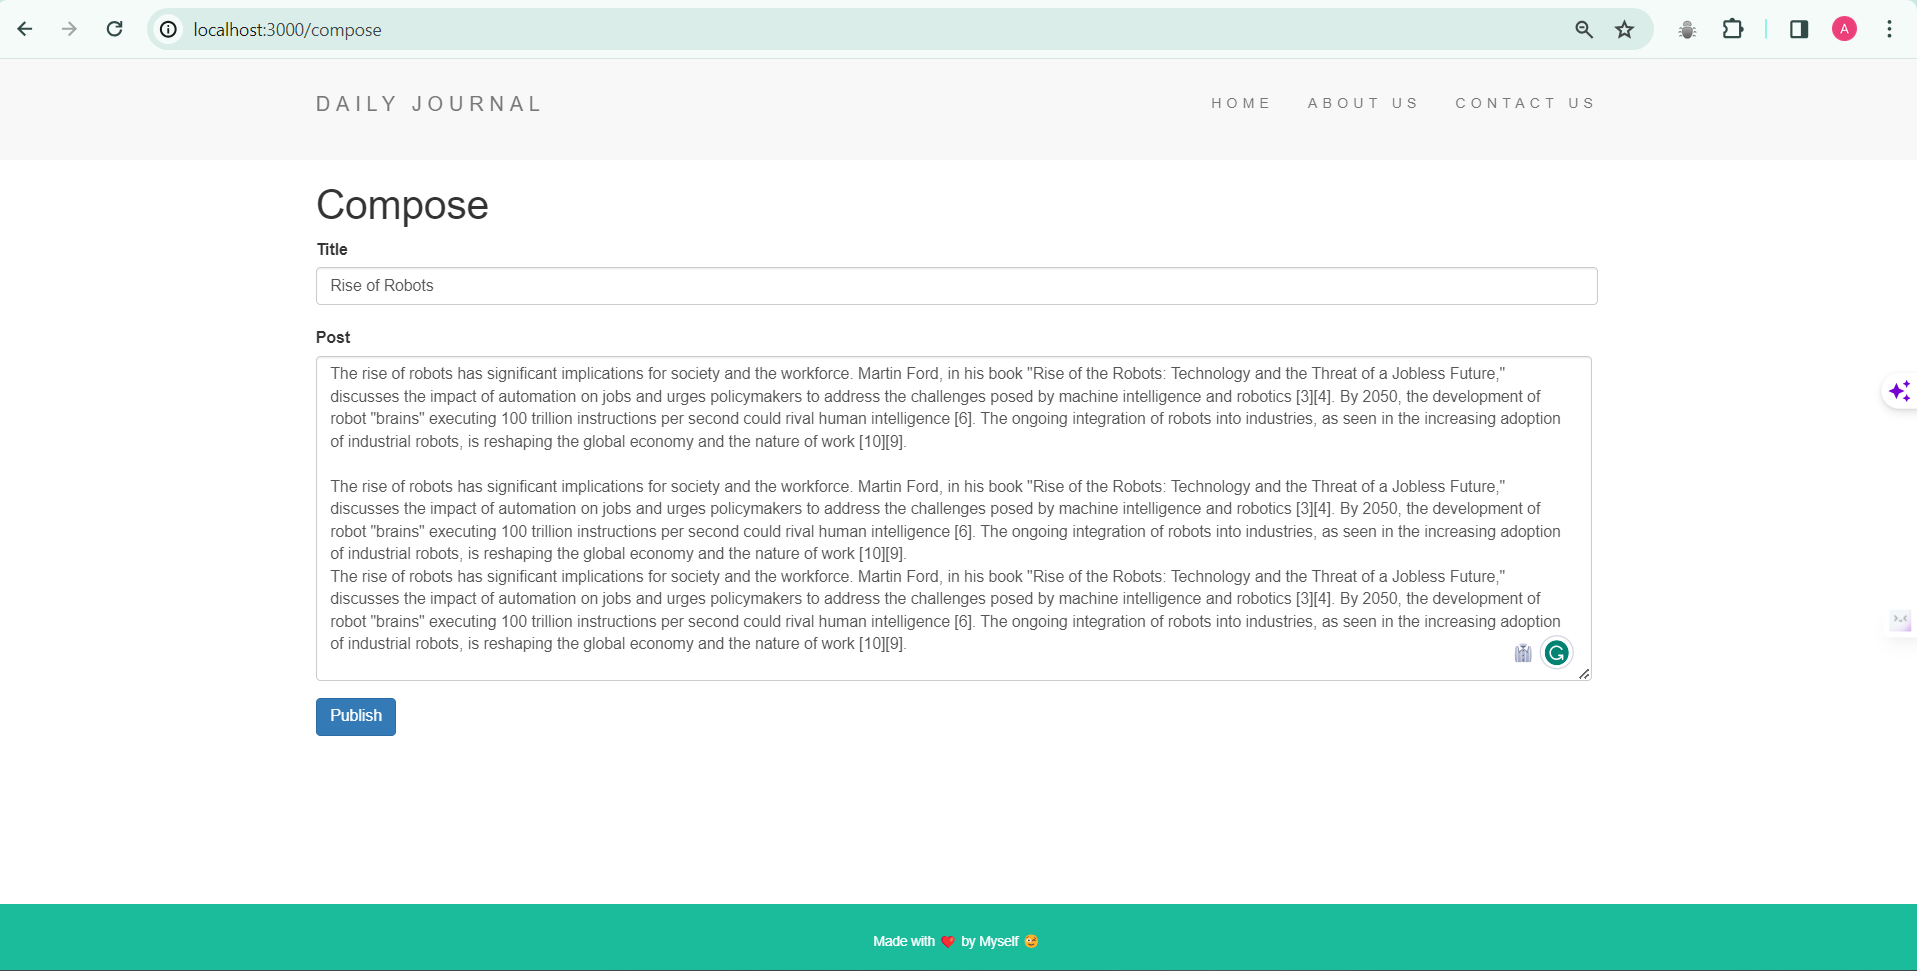 localhost:3000/compose
A
DAILY JOURNAL
HOME ABOUT US CONTACT US
Compose
Title
Rise of Robots
Post
The rise of robots has significant implications for society and the workforce. Martin Ford, in his book "Rise of the Robots: Technology and the Threat of a Jobless Future,"
discusses the impact of automation on jobs and urges policymakers to address the challenges posed by machine intelligence and robotics [3][4]. By 2050, the development of
robot "brains" executing 100 trillion instructions per second could rival human intelligence [6]. The ongoing integration of robots into industries, as seen in the increasing adoption
of industrial robots, is reshaping the global economy and the nature of work [10][9].
The rise of robots has significant implications for society and the workforce. Martin Ford, in his book "Rise of the Robots: Technology and the Threat of a Jobless Future,"
discusses the impact of automation on jobs and urges policymakers to address the challenges posed by machine intelligence and robotics [3][4]. By 2050, the development of
robot "brains" executing 100 trillion instructions per second could rival human intelligence [6]. The ongoing integration of robots into industries, as seen in the increasing adoption
of industrial robots, is reshaping the global economy and the nature of work [10][9].
The rise of robots has significant implications for society and the workforce. Martin Ford, in his book "Rise of the Robots: Technology and the Threat of a Jobless Future,"
discusses the impact of automation on jobs and urges policymakers to address the challenges posed by machine intelligence and robotics [3][4]. By 2050, the development of
robot "brains" executing 100 trillion instructions per second could rival human intelligence [6]. The ongoing integration of robots into industries, as seen in the increasing adoption
of industrial robots, is reshaping the global economy and the nature of work [10][9].
Publish
Made with ❤️ by Myself 😉